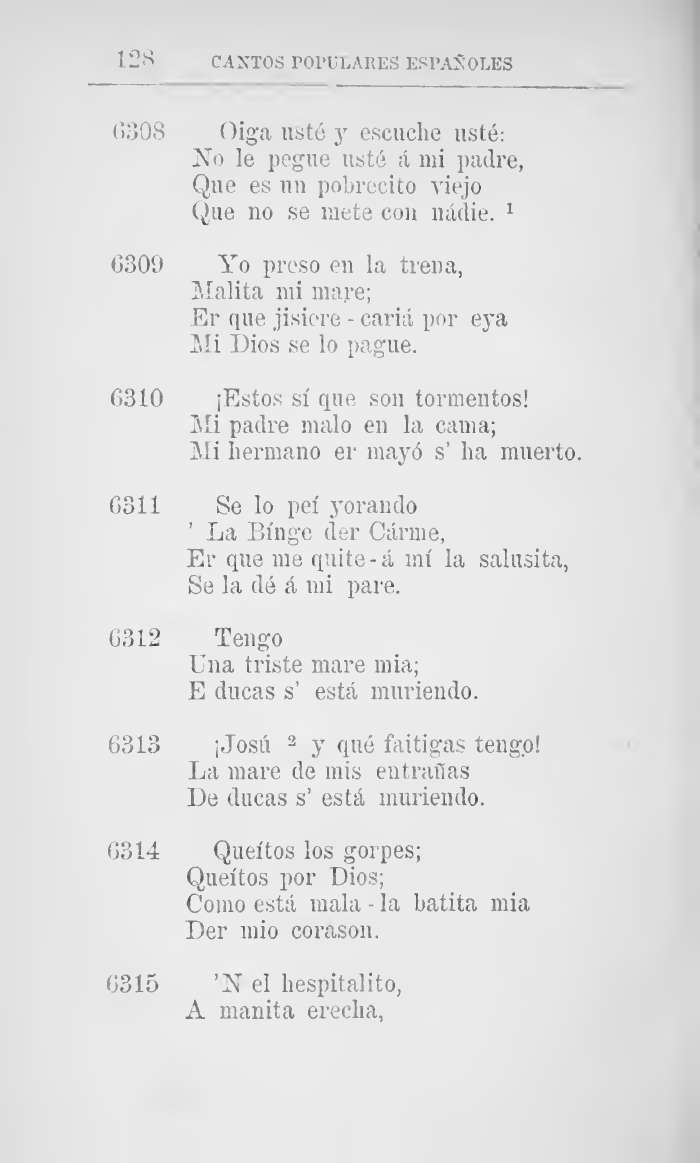 128 CANTOS POPULARES ESPAÑOLES
6308 Oiga usté y escuche usté:
No le pegue usté á mi padre,
Que es un pobrecito viejo
Que no se mete con nádie. ¹
6309 Yo preso en la trena,
Malita mi mare;
Er que jisiere - cariá por eya
Mi Dios se lo pague.
6310 ¡Estos sí que son tormentos!
Mi padre malo en la cama;
Mi hermano er mayó s' ha muerto.
6311 Se lo peí yorando
' La Bínge der Cárme,
Er que me quite - á mí la salusita,
Se la dé á mi pare.
6312 Tengo
Una triste mare mia;
E ducas s' está muriendo.
6313 ¡Josú ² y qué faitigas tengo!
La mare de mis entrañas
De ducas s' está muriendo.
6314 Queítos los gorpes;
Queítos por Dios;
Como está mala - la batita mia
Der mio corason.
6315 'N el hespitalito,
A manita erecha,